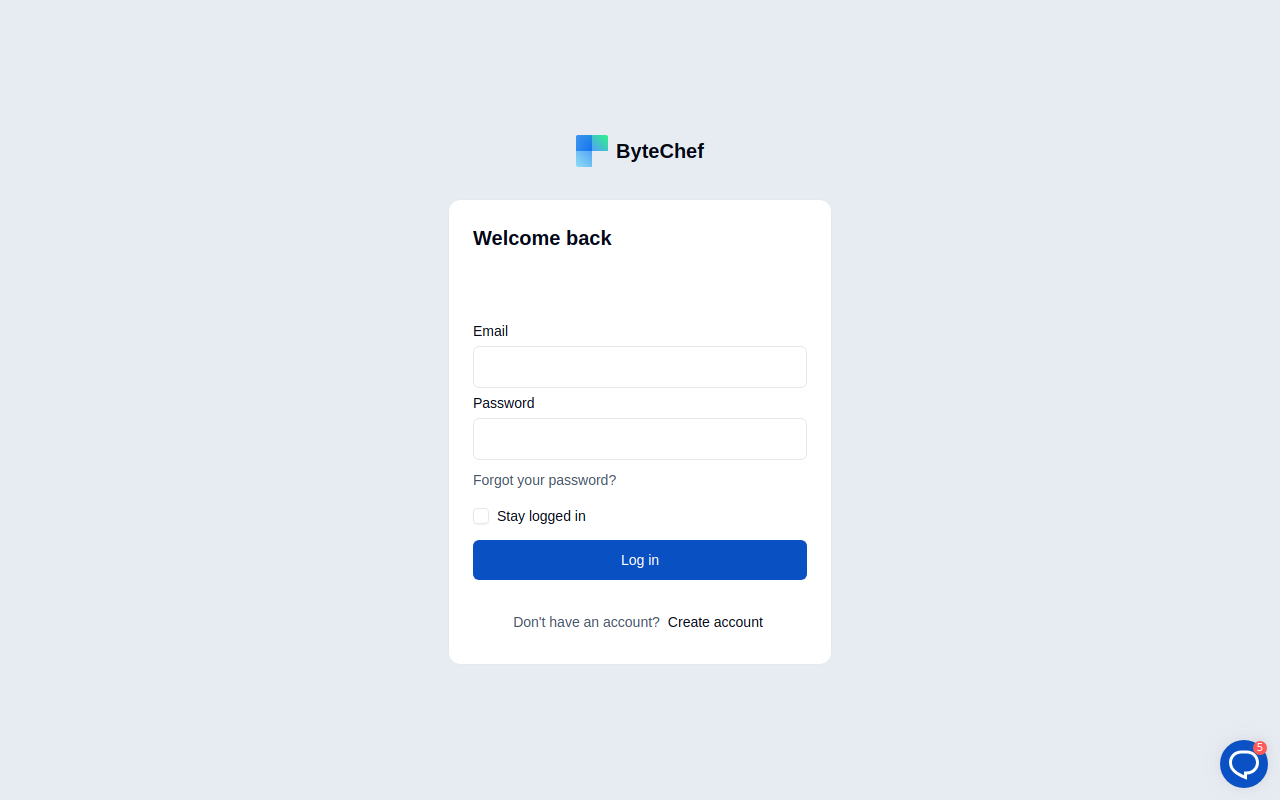 ByteChef
Welcome back
Email
Password
Forgot your password?
Stay logged in
Log in
Don't have an account? Create account
5